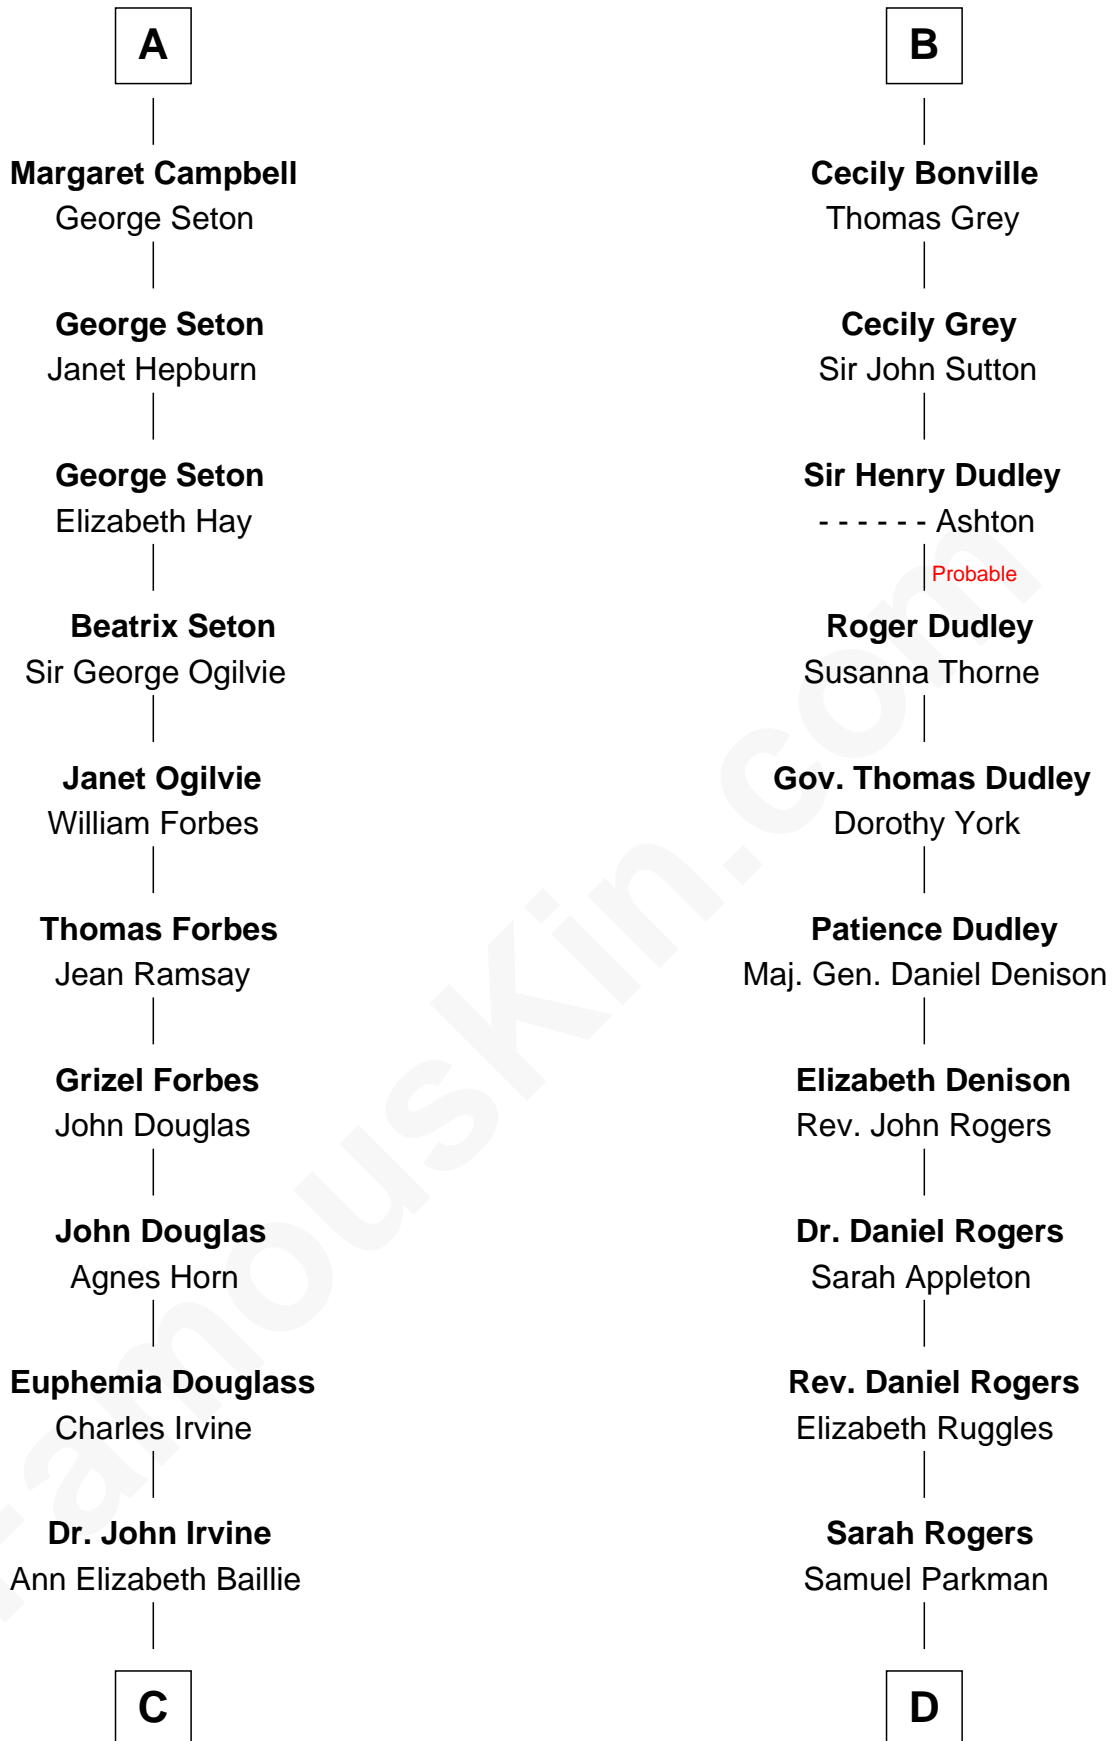 A
Margaret Campbell
George Seton
George Seton
Janet Hepburn
George Seton
Elizabeth Hay
Beatrix Seton
Sir George Ogilvie
Janet Ogilvie
William Forbes
Thomas Forbes
Jean Ramsay
Grizel Forbes
John Douglas
John Douglas
Agnes Horn
Euphemia Douglass
Charles Irvine
Dr. John Irvine
Ann Elizabeth Baillie
C
B
Cecily Bonville
Thomas Grey
Cecily Grey
Sir John Sutton
Sir Henry Dudley
- - - - - - Ashton
Probable
Roger Dudley
Susanna Thorne
Gov. Thomas Dudley
Dorothy York
Patience Dudley
Maj. Gen. Daniel Denison
Elizabeth Denison
Rev. John Rogers
Dr. Daniel Rogers
Sarah Appleton
Rev. Daniel Rogers
Elizabeth Ruggles
Sarah Rogers
Samuel Parkman
D
FamousKin.com